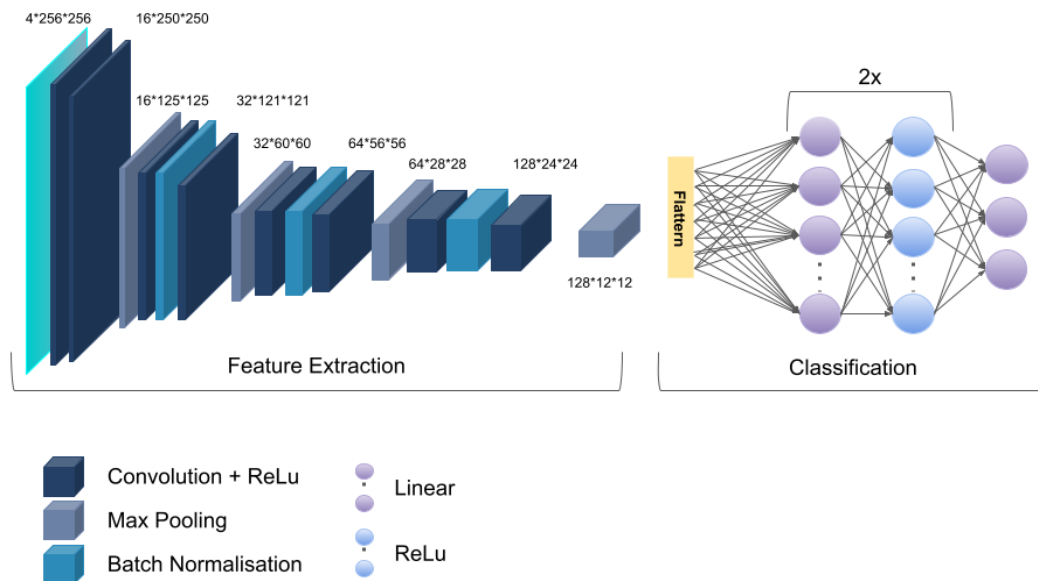 4*256*256
16*250*250
16*125*125
32*121*121
32*60*60
64*56*56
64*28*28
128*24*24
128*12*12
Feature Extraction
2x
Flattern
Classification
Convolution + ReLu
Max Pooling
Batch Normalisation
Linear
ReLu